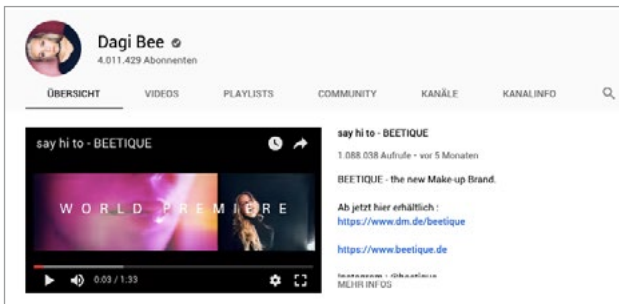 Dagi Bee
4.011.429 Abonnenten
ÜBERSICHT VIDEOS PLAYLISTS COMMUNITY KANÄLE KANALINFO
say hi to - BEETIQUE
WORLD PREMIERE
0:03 / 1:33
say hi to - BEETIQUE
1.088.038 Aufrufe • vor 5 Monaten
BEETIQUE - the new Make-up Brand.
Ab jetzt hier erhältlich :
https://www.dm.de/beetique
https://www.beetique.de
MEHR INFOS